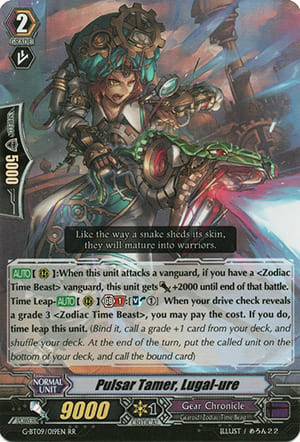 2
GRADE
5000
SHIELD
Like the way a snake sheds its skin,
they will mature into warriors.
AUTO [ ]:When this unit attacks a vanguard, if you have a <Zodiac
Time Beast> vanguard, this unit gets +2000 until end of that battle.
Time Leap-AUTO [ 1: (V) ①] When your drive check reveals
a grade 3 <Zodiac Time Beast>, you may pay the cost. If you do,
time leap this unit. (Bind it, call a grade +1 card from your deck, and
shuffle your deck. At the end of the turn, put the called unit on the
bottom of your deck, and call the bound card)
NORMAL
UNIT
Pulsar Tamer, Lugal-ure
POWER
9000
1
CRITICAL
Gear Chronicle
Gearoid/Zodiac Time Beast
G-BT09/019EN RR
ILLUST / めろん22